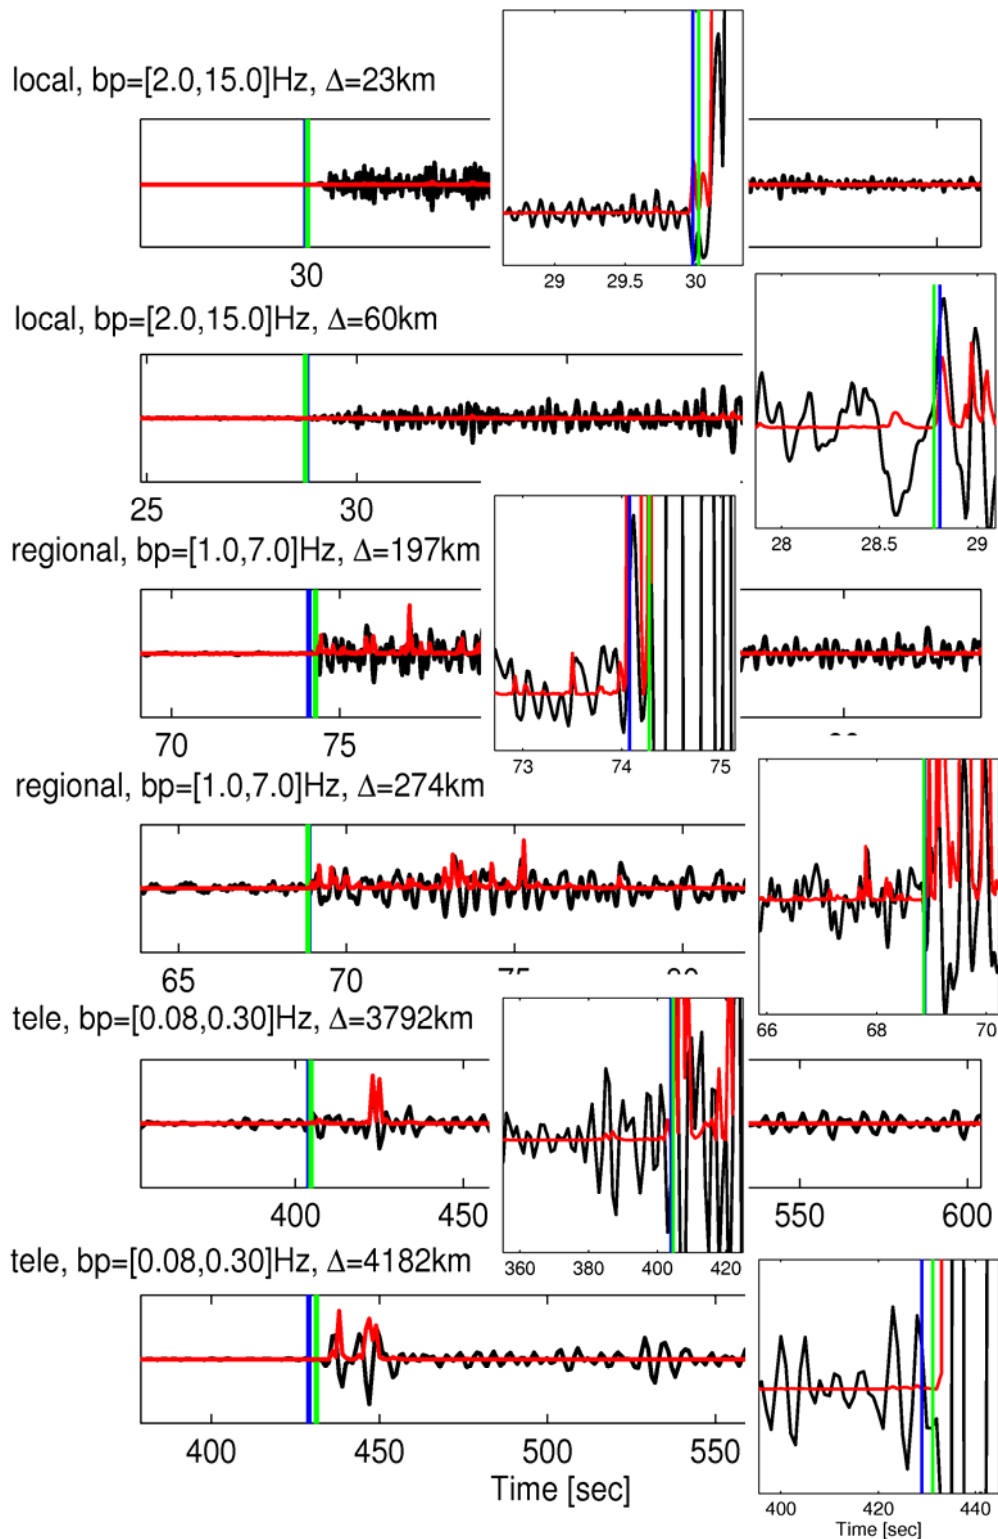 local, bp=[2.0,15.0]Hz, Δ=23km
30
29 29.5 30
local, bp=[2.0,15.0]Hz, Δ=60km
25 30
28 28.5 29
regional, bp=[1.0,7.0]Hz, Δ=197km
70 75
73 74 75
regional, bp=[1.0,7.0]Hz, Δ=274km
65 70 75
66 68 70
tele, bp=[0.08,0.30]Hz, Δ=3792km
400 450 550 600
360 380 400 420
tele, bp=[0.08,0.30]Hz, Δ=4182km
400 450 500 550
Time [sec]
400 420 440
Time [sec]